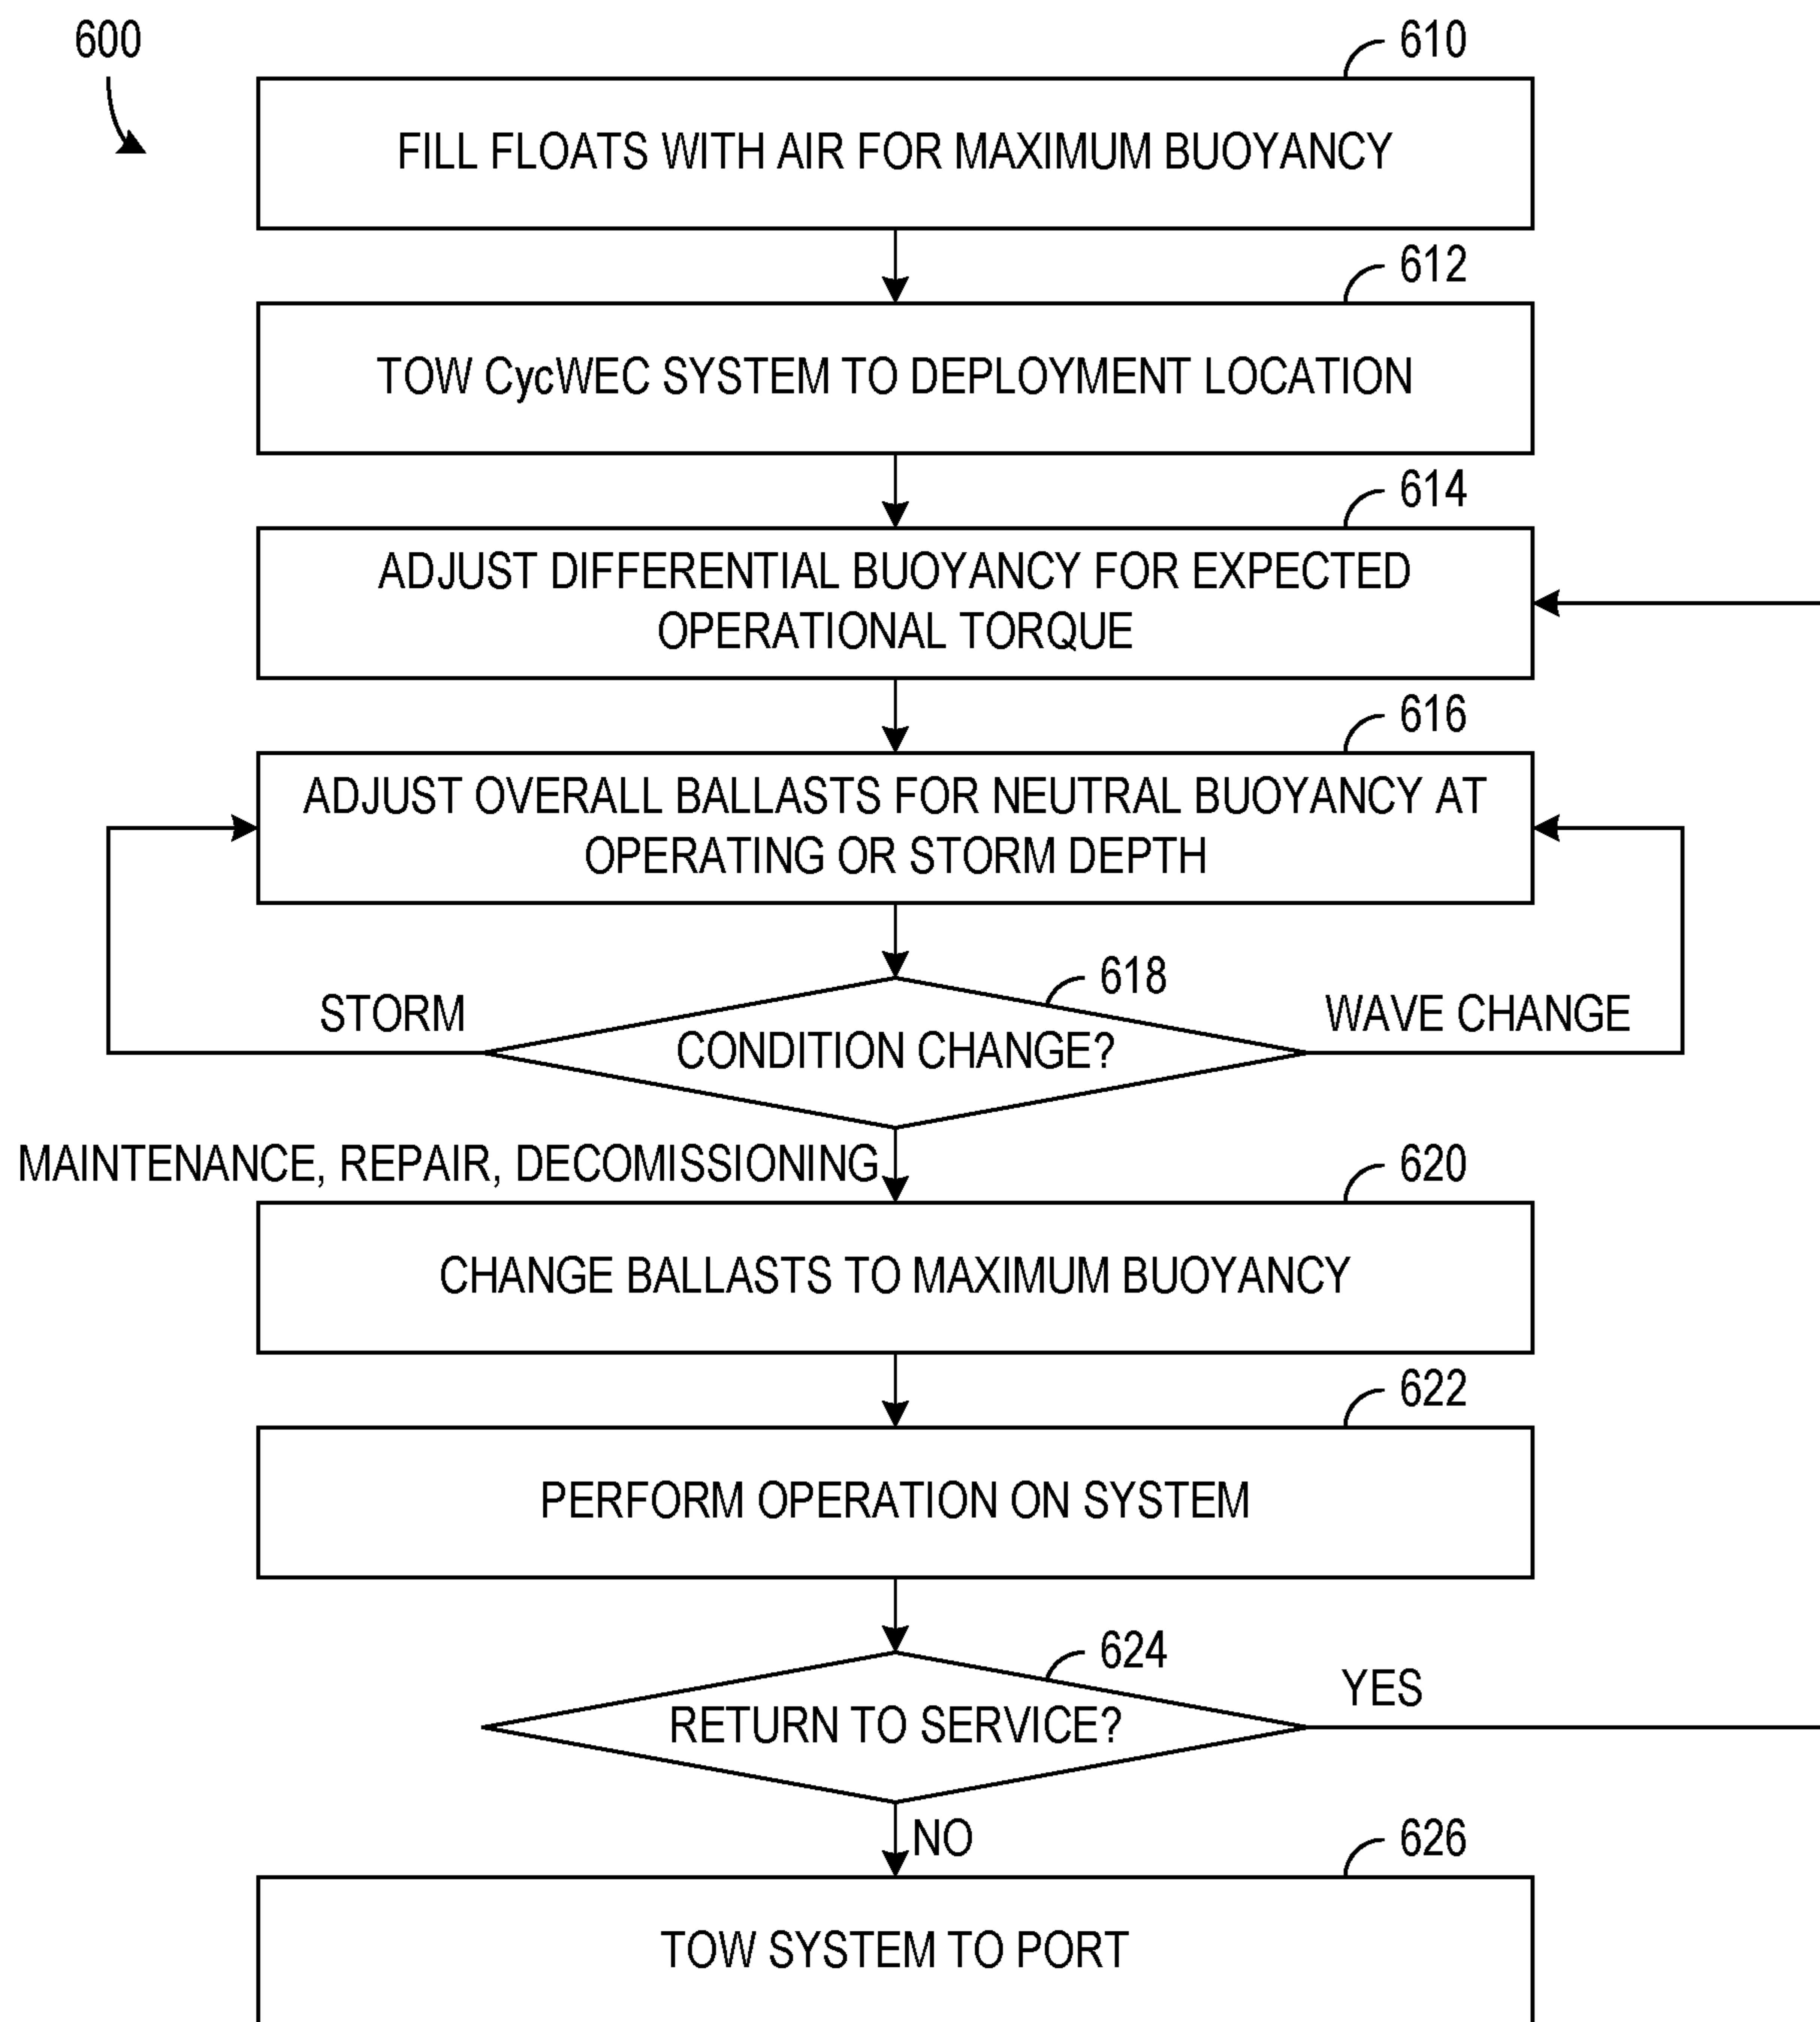 600
610
FILL FLOATS WITH AIR FOR MAXIMUM BUOYANCY
612
TOW CycWEC SYSTEM TO DEPLOYMENT LOCATION
614
ADJUST DIFFERENTIAL BUOYANCY FOR EXPECTED
OPERATIONAL TORQUE
616
ADJUST OVERALL BALLASTS FOR NEUTRAL BUOYANCY AT
OPERATING OR STORM DEPTH
618
STORM
WAVE CHANGE
CONDITION CHANGE?
MAINTENANCE, REPAIR, DECOMISSIONING
620
CHANGE BALLASTS TO MAXIMUM BUOYANCY
622
PERFORM OPERATION ON SYSTEM
624
YES
RETURN TO SERVICE?
NO
626
TOW SYSTEM TO PORT